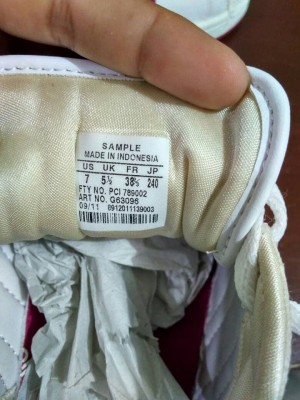 SAMPLE
MADE IN INDONESIA
US UK FR JP
7 5½ 38⅔ 240
FTY NO. PCI 789002
ART NO. G63096
09/11 8912011139003